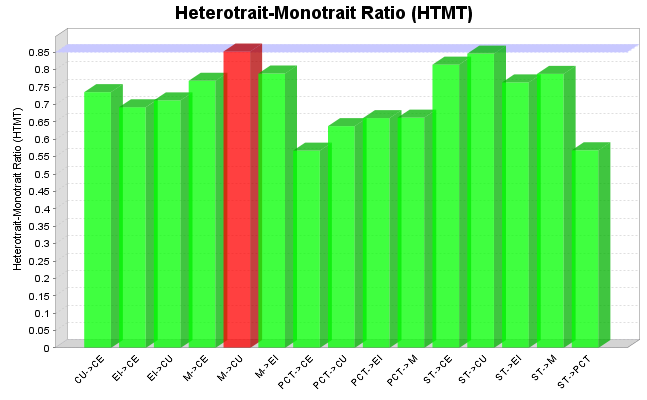 Heterotrait-Monotrait Ratio (HTMT)
Heterotrait-Monotrait Ratio (HTMT)
0.85
0.8
0.75
0.7
0.65
0.6
0.55
0.5
0.45
0.4
0.35
0.3
0.25
0.2
0.15
0.1
0.05
0
CU->CE
EI->CE
EI->CU
M->CE
M->CU
M->EI
PCT->CE
PCT->CU
PCT->EI
PCT->M
ST->CE
ST->CU
ST->EI
ST->M
ST->PCT